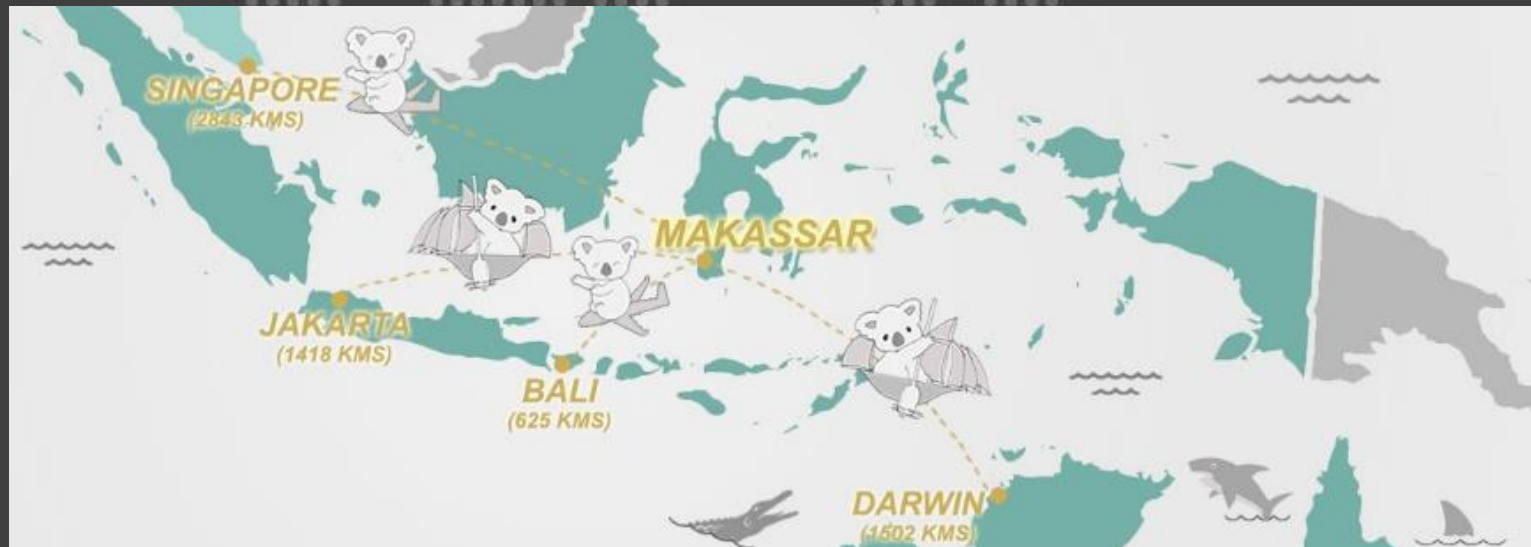 SINGAPORE
(2843 KMS)
MAKASSAR
JAKARTA
(1418 KMS)
BALI
(625 KMS)
DARWIN
(1502 KMS)